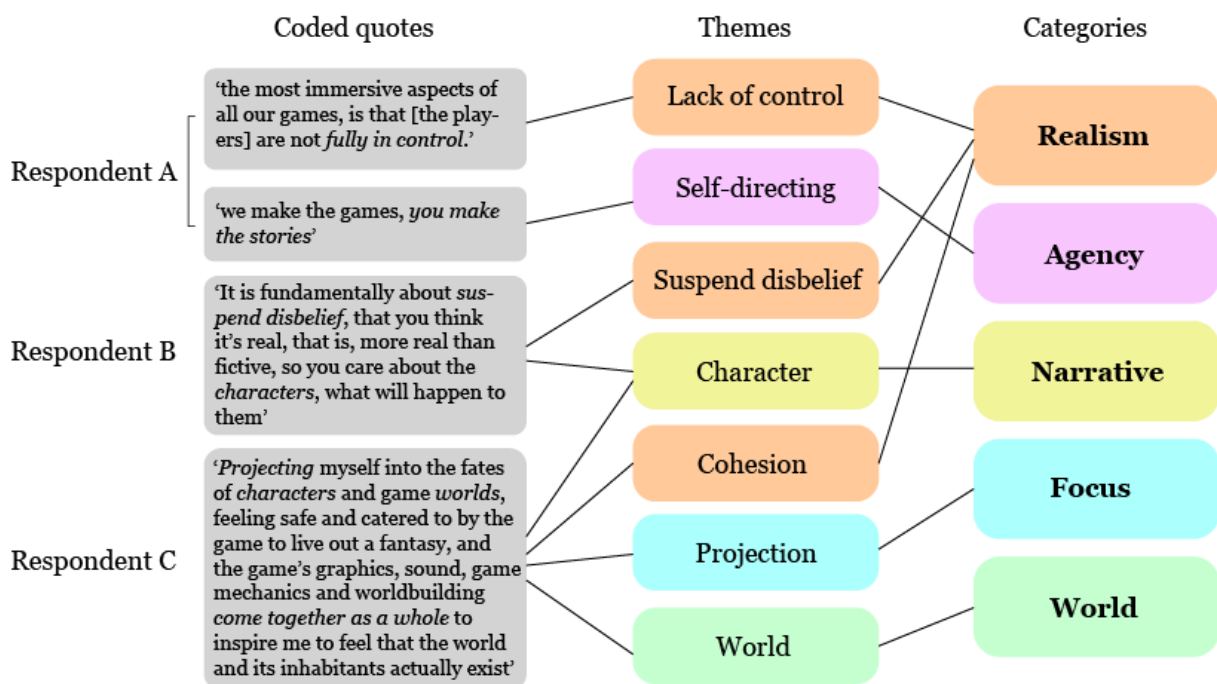 Coded quotes
Themes
Categories
Respondent A
‘the most immersive aspects of
all our games, is that [the play-
ers] are not fully in control.’
‘we make the games, you make
the stories’
Respondent B
‘It is fundamentally about sus-
pend disbelief, that you think
it’s real, that is, more real than
fictive, so you care about the
characters, what will happen to
them’
Respondent C
‘Projecting myself into the fates
of characters and game worlds,
feeling safe and catered to by the
game to live out a fantasy, and
the game’s graphics, sound, game
mechanics and worldbuilding
come together as a whole to
inspire me to feel that the world
and its inhabitants actually exist’
Lack of control
Self-directing
Suspend disbelief
Character
Cohesion
Projection
World
Realism
Agency
Narrative
Focus
World